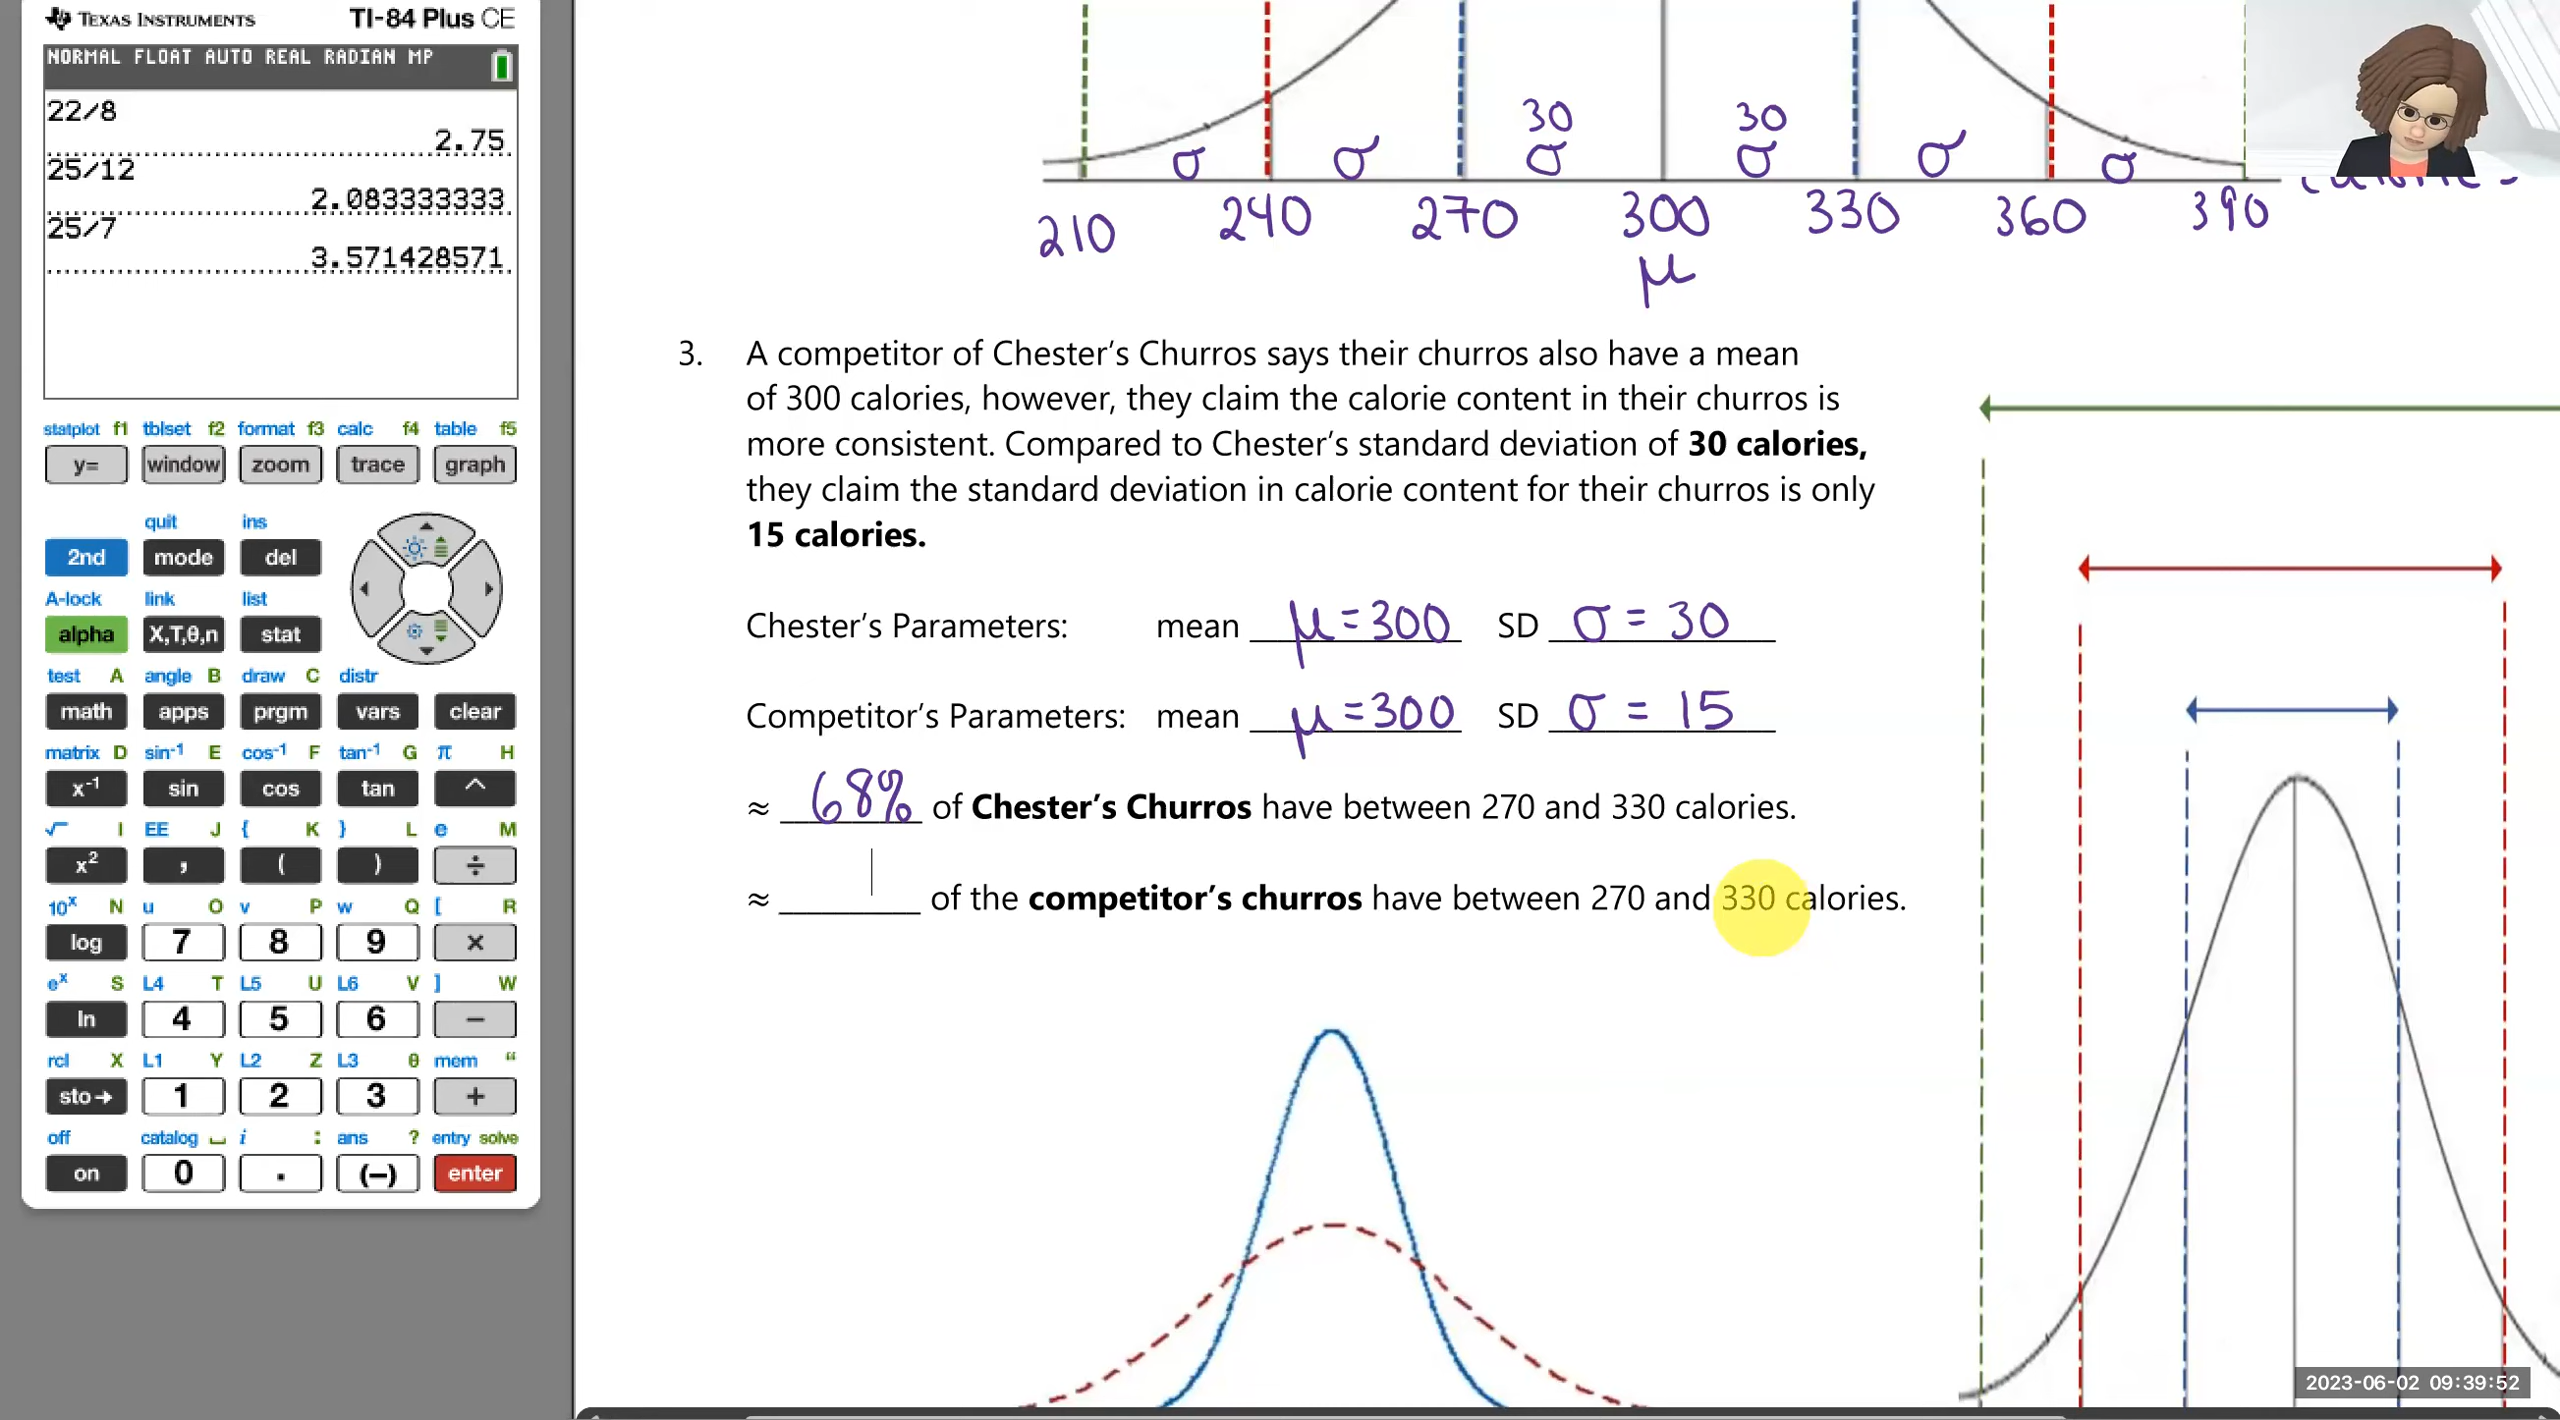 TEXAS INSTRUMENTS TI-84 Plus CE
NORMAL FLOAT AUTO REAL RADIAN MP
22/8
2.75
25/12
2.083333333
25/7
3.571428571
statplot f1 tblset f2 format f3 calc f4 table f5
y= window zoom trace graph
quit ins
2nd mode del
A-lock link list
alpha X,T,θ,n stat
test A angle B draw C distr
math apps prgm vars clear
matrix D sin⁻¹ E cos⁻¹ F tan⁻¹ G π H
x⁻¹ sin cos tan ^
√ I EE J { K } L e M
x² , ( ) ÷
10ˣ N u O v P w Q [ R
log 7 8 9 ×
eˣ S L4 T L5 U L6 V ] W
ln 4 5 6 −
rcl X L1 Y L2 Z L3 θ mem “
sto→ 1 2 3 +
off catalog ⎵ i : ans ? entry solve
on 0 . (−) enter
30 30
σ σ σ σ σ σ
210 240 270 300 330 360 390
μ
3. A competitor of Chester’s Churros says their churros also have a mean
of 300 calories, however, they claim the calorie content in their churros is
more consistent. Compared to Chester’s standard deviation of 30 calories,
they claim the standard deviation in calorie content for their churros is only
15 calories.
Chester’s Parameters: mean μ = 300 SD σ = 30
Competitor’s Parameters: mean μ = 300 SD σ = 15
≈ 68% of Chester’s Churros have between 270 and 330 calories.
≈ ________ of the competitor’s churros have between 270 and 330 calories.
2023-06-02 09:39:52